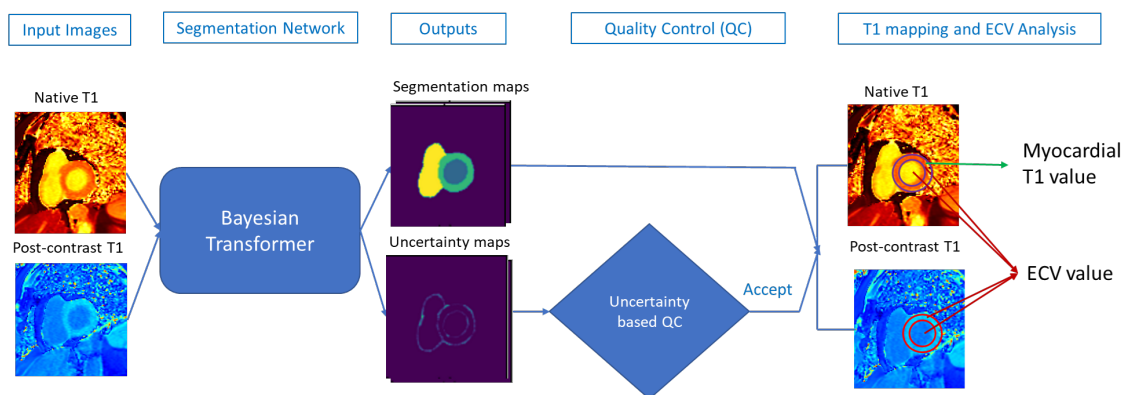 Input Images
Segmentation Network
Outputs
Quality Control (QC)
T1 mapping and ECV Analysis
Native T1
Post-contrast T1
Bayesian
Transformer
Segmentation maps
Uncertainty maps
Uncertainty
based QC
Accept
Native T1
Post-contrast T1
Myocardial
T1 value
ECV value